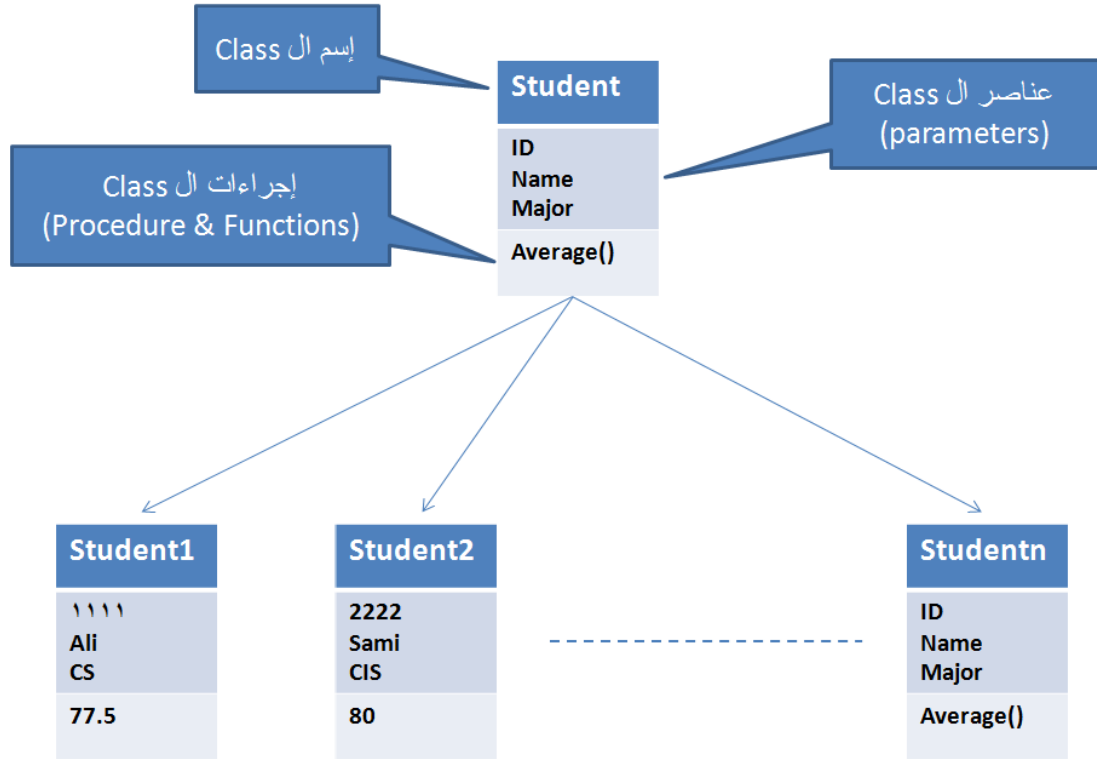 إسم ال Class
Student
عناصر ال Class
(parameters)
ID
Name
Major
إجراءات ال Class
(Procedure & Functions)
Average()
Student1
١١١١
Ali
CS
77.5
Student2
2222
Sami
CIS
80
Studentn
ID
Name
Major
Average()